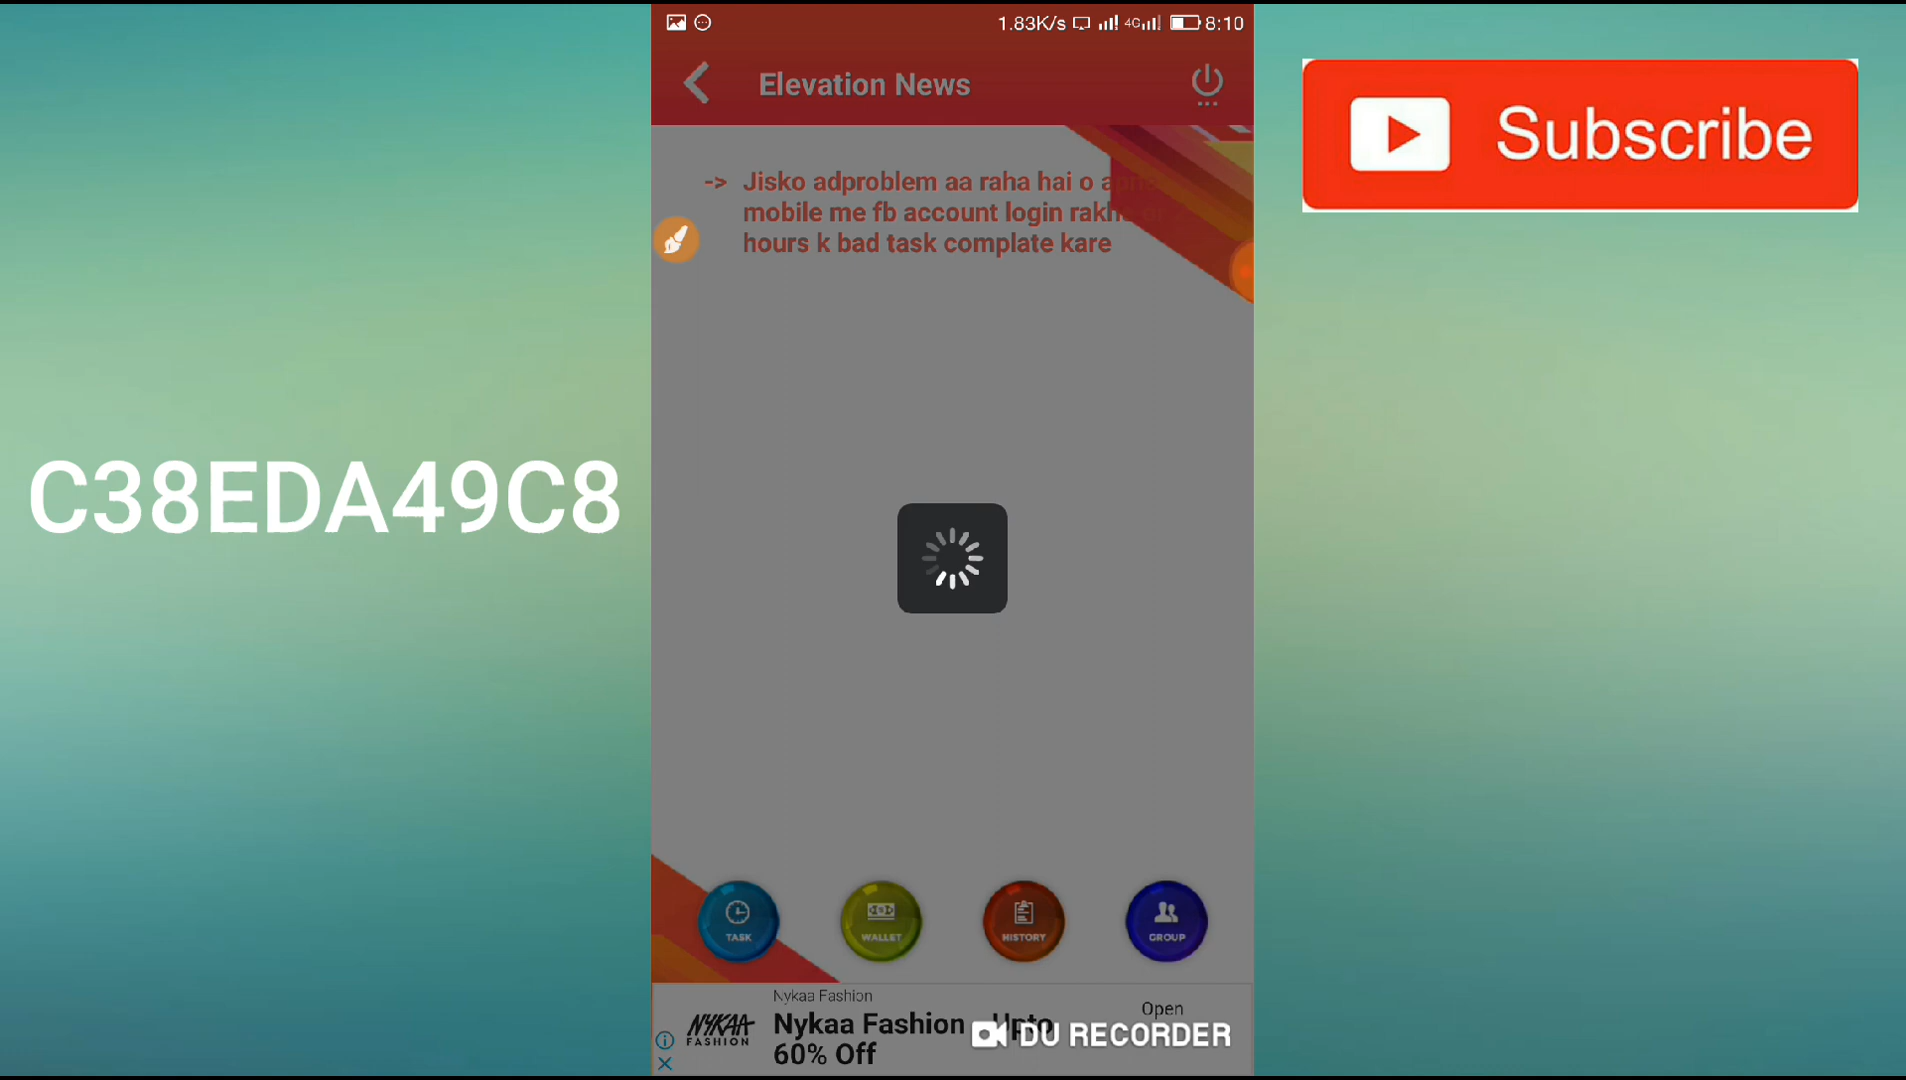 1.83K/s 4G 8:10
Elevation News
-> Jisko adproblem aa raha hai o
mobile me fb account login
hours k bad task complate kare
Subscribe
C38EDA49C8
TASK
WALLET
HISTORY
GROUP
Nykaa Fashion
NYKAA
FASHION
Nykaa Fashion - Upto
60% Off
Open
DU RECORDER